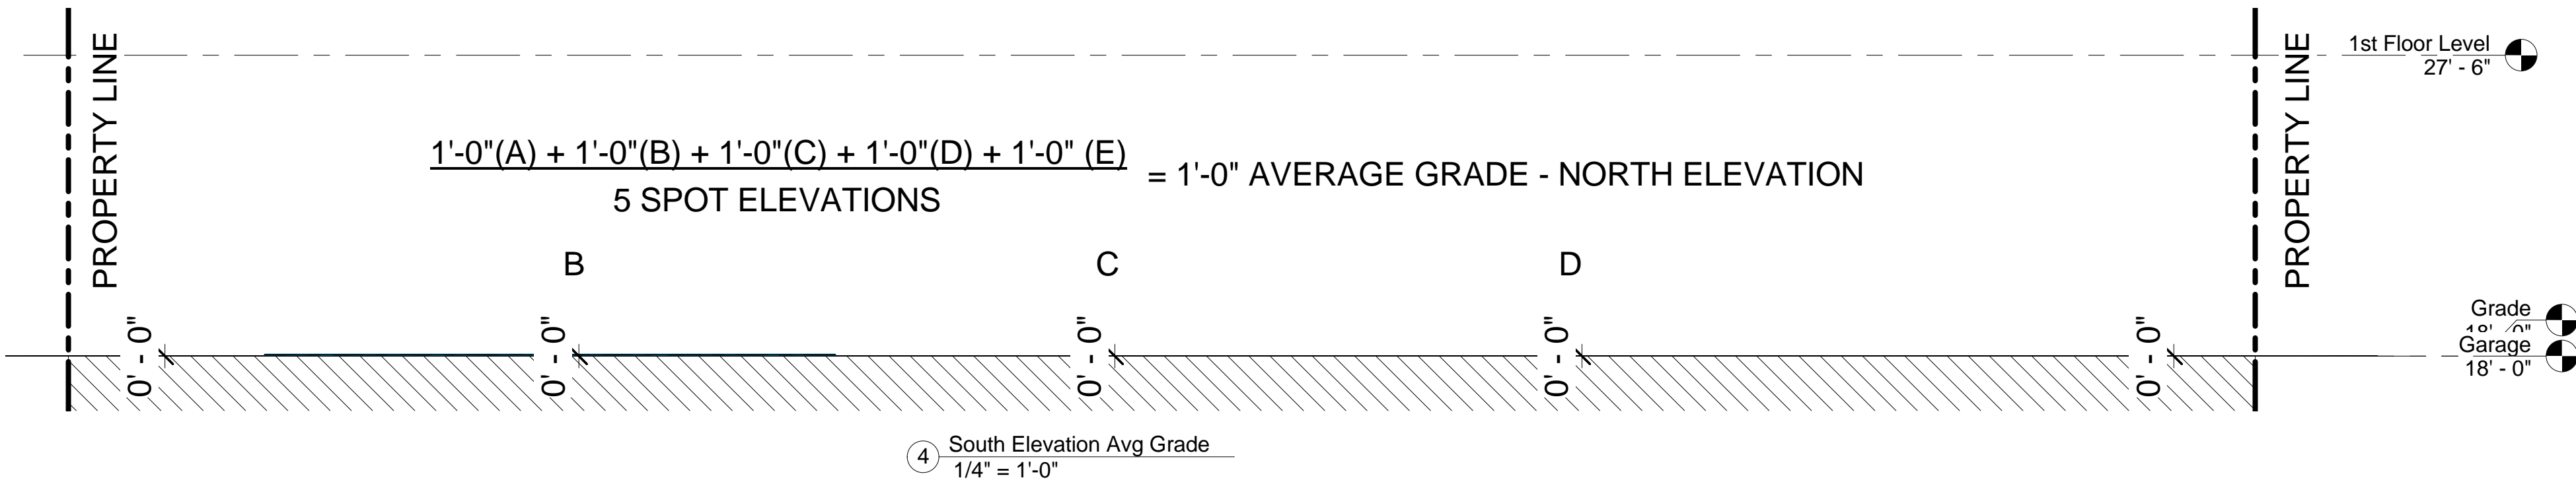 PROPERTY LINE
1st Floor Level
27' - 6"
PROPERTY LINE
1'-0"(A) + 1'-0"(B) + 1'-0"(C) + 1'-0"(D) + 1'-0" (E)
5 SPOT ELEVATIONS
= 1'-0" AVERAGE GRADE - NORTH ELEVATION
B
C
D
0' - 0"
0' - 0"
0' - 0"
0' - 0"
0' - 0"
Grade
18' - 0"
Garage
18' - 0"
4
South Elevation Avg Grade
1/4" = 1'-0"